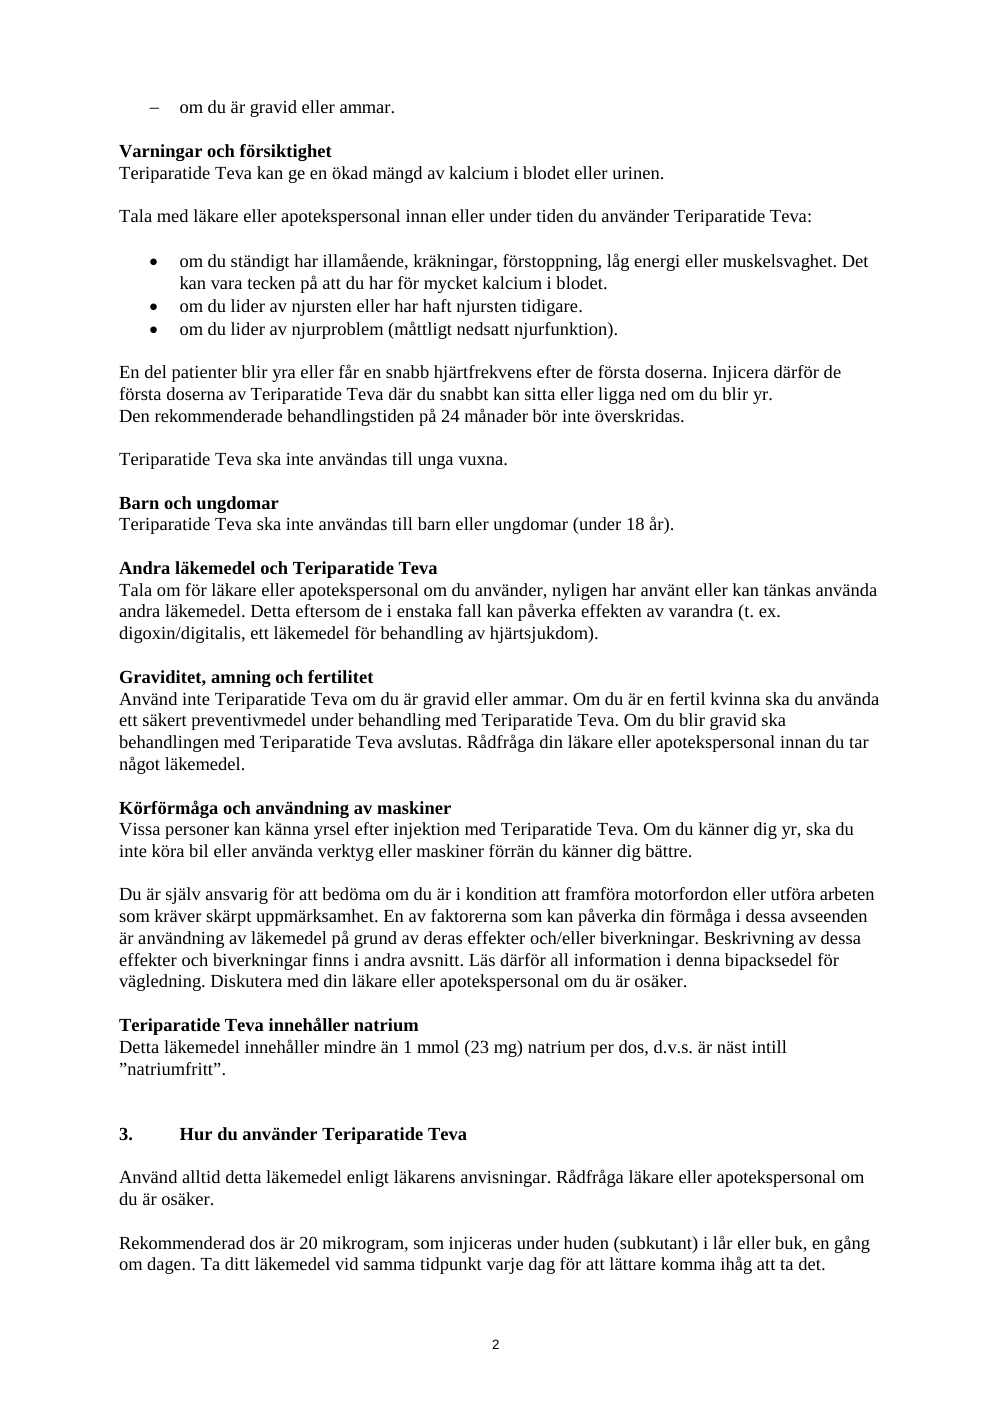 – om du är gravid eller ammar.
Varningar och försiktighet
Teriparatide Teva kan ge en ökad mängd av kalcium i blodet eller urinen.
Tala med läkare eller apotekspersonal innan eller under tiden du använder Teriparatide Teva:
• om du ständigt har illamående, kräkningar, förstoppning, låg energi eller muskelsvaghet. Det
kan vara tecken på att du har för mycket kalcium i blodet.
• om du lider av njursten eller har haft njursten tidigare.
• om du lider av njurproblem (måttligt nedsatt njurfunktion).
En del patienter blir yra eller får en snabb hjärtfrekvens efter de första doserna. Injicera därför de
första doserna av Teriparatide Teva där du snabbt kan sitta eller ligga ned om du blir yr.
Den rekommenderade behandlingstiden på 24 månader bör inte överskridas.
Teriparatide Teva ska inte användas till unga vuxna.
Barn och ungdomar
Teriparatide Teva ska inte användas till barn eller ungdomar (under 18 år).
Andra läkemedel och Teriparatide Teva
Tala om för läkare eller apotekspersonal om du använder, nyligen har använt eller kan tänkas använda
andra läkemedel. Detta eftersom de i enstaka fall kan påverka effekten av varandra (t. ex.
digoxin/digitalis, ett läkemedel för behandling av hjärtsjukdom).
Graviditet, amning och fertilitet
Använd inte Teriparatide Teva om du är gravid eller ammar. Om du är en fertil kvinna ska du använda
ett säkert preventivmedel under behandling med Teriparatide Teva. Om du blir gravid ska
behandlingen med Teriparatide Teva avslutas. Rådfråga din läkare eller apotekspersonal innan du tar
något läkemedel.
Körförmåga och användning av maskiner
Vissa personer kan känna yrsel efter injektion med Teriparatide Teva. Om du känner dig yr, ska du
inte köra bil eller använda verktyg eller maskiner förrän du känner dig bättre.
Du är själv ansvarig för att bedöma om du är i kondition att framföra motorfordon eller utföra arbeten
som kräver skärpt uppmärksamhet. En av faktorerna som kan påverka din förmåga i dessa avseenden
är användning av läkemedel på grund av deras effekter och/eller biverkningar. Beskrivning av dessa
effekter och biverkningar finns i andra avsnitt. Läs därför all information i denna bipacksedel för
vägledning. Diskutera med din läkare eller apotekspersonal om du är osäker.
Teriparatide Teva innehåller natrium
Detta läkemedel innehåller mindre än 1 mmol (23 mg) natrium per dos, d.v.s. är näst intill
”natriumfritt”.
3. Hur du använder Teriparatide Teva
Använd alltid detta läkemedel enligt läkarens anvisningar. Rådfråga läkare eller apotekspersonal om
du är osäker.
Rekommenderad dos är 20 mikrogram, som injiceras under huden (subkutant) i lår eller buk, en gång
om dagen. Ta ditt läkemedel vid samma tidpunkt varje dag för att lättare komma ihåg att ta det.
2